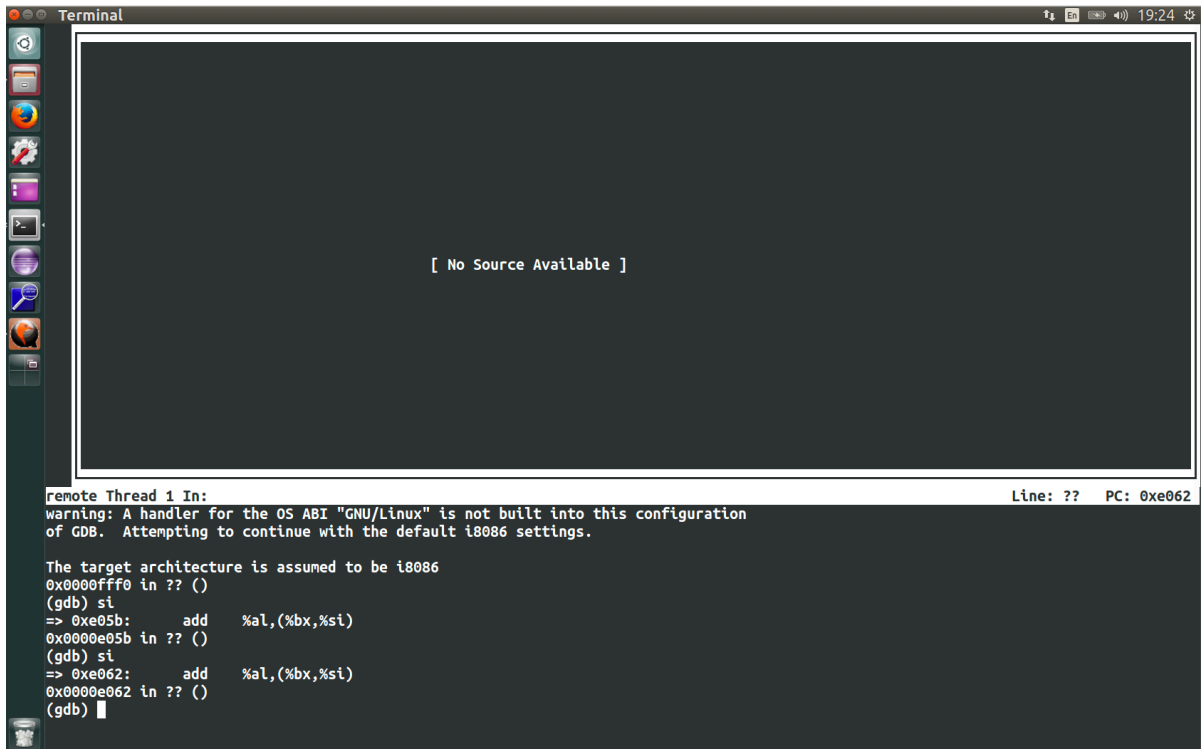 Terminal
En
19:24
[ No Source Available ]
remote Thread 1 In:
Line: ?? PC: 0xe062
warning: A handler for the OS ABI "GNU/Linux" is not built into this configuration
of GDB.  Attempting to continue with the default i8086 settings.
The target architecture is assumed to be i8086
0x0000fff0 in ?? ()
(gdb) si
=> 0xe05b:      add    %al,(%bx,%si)
0x0000e05b in ?? ()
(gdb) si
=> 0xe062:      add    %al,(%bx,%si)
0x0000e062 in ?? ()
(gdb)